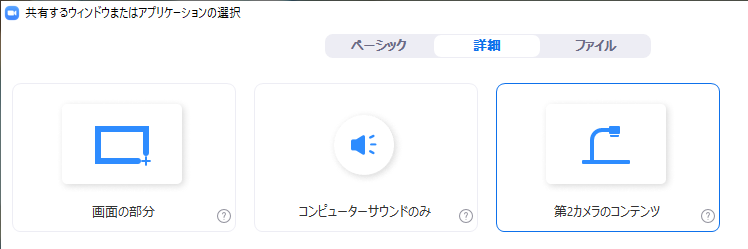 共有するウィンドウまたはアプリケーションの選択
ベーシック 詳細 ファイル
画面の部分 コンピューターサウンドのみ 第2カメラのコンテンツ